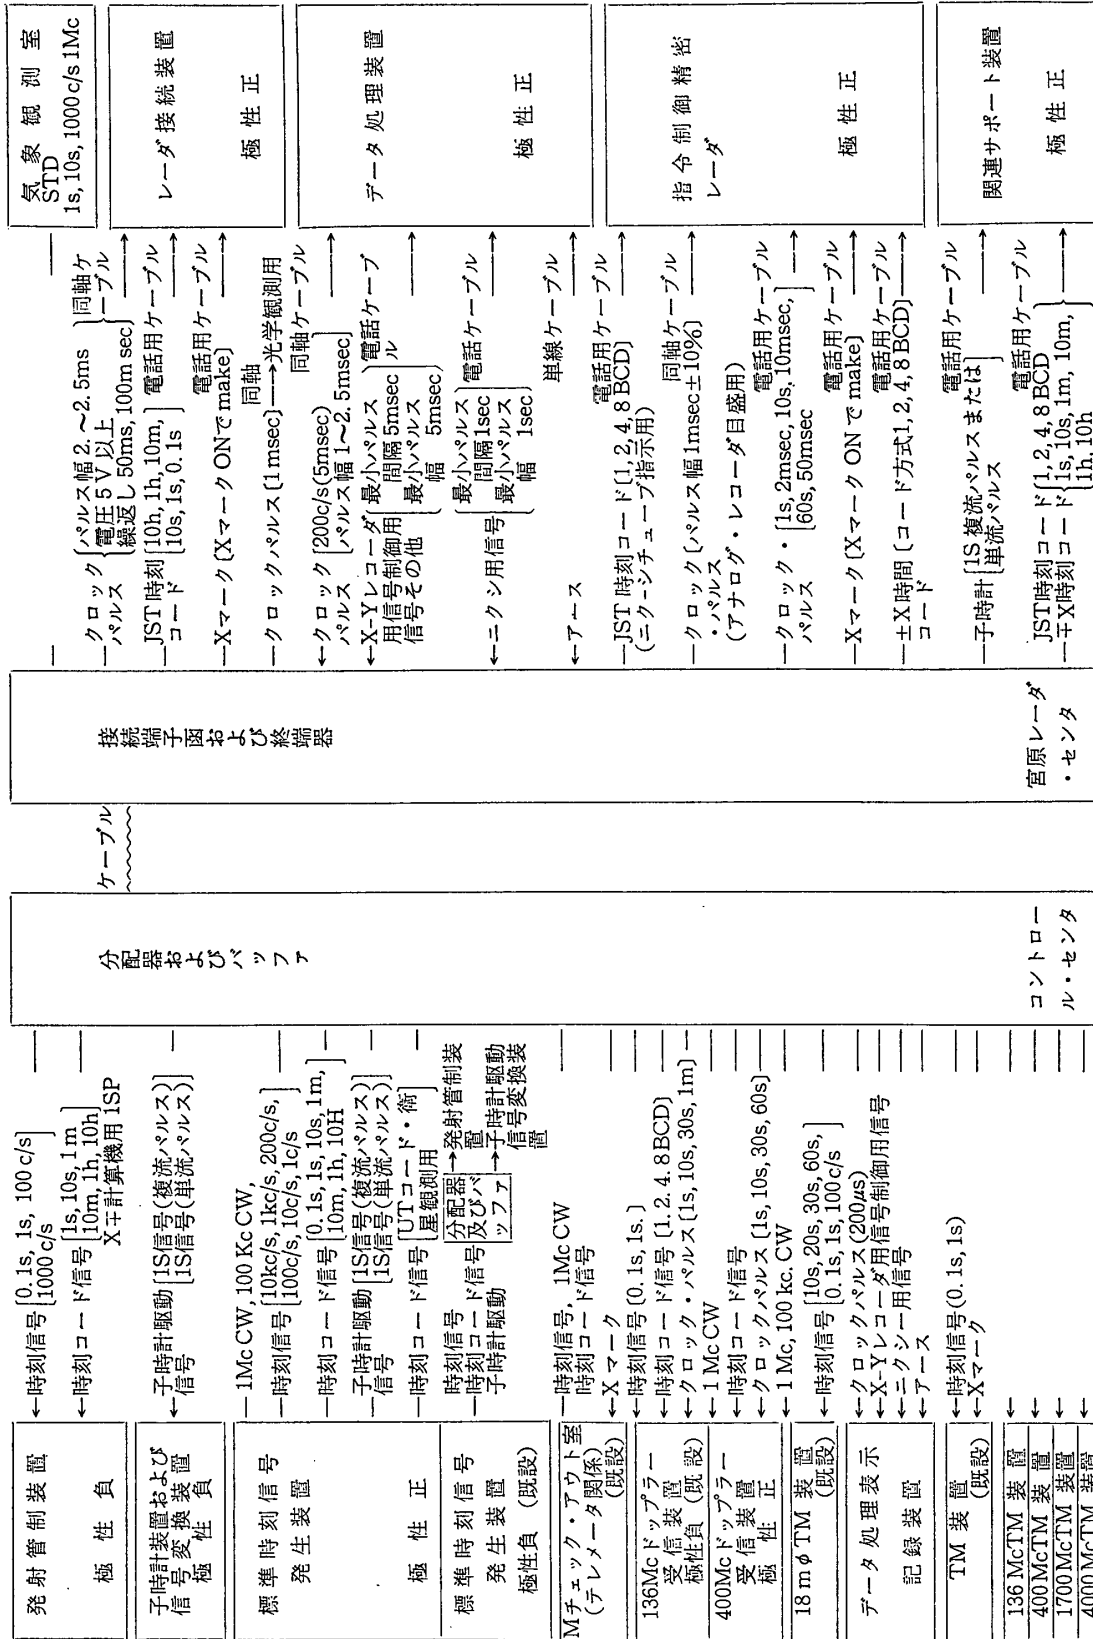 発射管制装置
極性負
←時刻信号[0.1s, 1s, 100c/s
1000c/s]
←時刻コード信号[1s, 10s, 1m
10m, 1h, 10h]
X∓計算機用1SP
子時計装置および
信号変換装置
極性負
←子時計駆動[1S信号(複流パルス)
信号[1S信号(単流パルス)]
標準時刻信号
発生装置
極性正
1Mc CW, 100 Kc CW,
時刻信号[10kc/s, 1kc/s, 200c/s,
100c/s, 10c/s, 1c/s]
時刻コード信号[0.1s, 1s, 10s, 1m,
10m, 1h, 10H]
子時計駆動[1S信号(複流パルス)
信号[1S信号(単流パルス)]
時刻コード信号[UTコード・衛
星観測用]
標準時刻信号
発生装置
極性負(既設)
時刻信号
時刻コード信号
子時計駆動
分配器
及びバ
ッファ
→発射管制装
置
→子時計駆動
信号変換装
置
Mチェック・アウト室
(テレメータ関係)
(既設)
時刻信号, 1Mc CW
時刻コード信号
←Xマーク
136Mcドップラー
受信装置
極性負(既設)
←時刻信号〔0.1s, 1s.〕
←時刻コード信号〔1.2.4.8BCD〕
←クロック・パルス〔1s, 10s, 30s, 1m〕
←1Mc CW
400Mcドップラー
受信装置
極性正
←時刻コード信号
←クロックパルス〔1s, 10s, 30s, 60s〕
←1Mc, 100kc. CW
18mφTM装置
(既設)
←時刻信号[10s, 20s, 30s, 60s,
0.1s, 1s, 100c/s]
データ処理表示
記録装置
←クロックパルス(200μs)
←X-Yレコーダ用信号制御用信号
←ニクシー用信号
←アース
TM装置
(既設)
←時刻信号(0.1s, 1s)
←Xマーク
136McTM装置
400McTM装置
1700McTM装置
4000McTM装置
分配器およびバッファ
コントロー
ル・センタ
ケーブル
接続端子函および終端器
宮原レーダ
・センタ
クロック
パルス
パルス幅2.〜2.5ms
電圧5V以上
繰返し50ms, 100m sec
同軸ケ
ーブル
JST時刻
コード
[10h, 1h, 10m,
10s, 1s, 0.1s]
電話用ケーブル
Xマーク〔XマークONでmake〕
電話用ケーブル
クロックパルス〔1msec〕→光学観測用
同軸
クロック
パルス
[200c/s(5msec)
パルス幅1〜2.5msec]
同軸ケーブル
X-Yレコーダ
用信号制御用
信号その他
最小パルス
間隔5msec
最小パルス
幅 5msec
電話ケーブ
ル
ニクシ用信号
最小パルス
間隔1sec
最小パルス
幅 1sec
電話ケーブル
アース
単線ケーブル
JST時刻コード〔1, 2, 4, 8BCD〕
(ニクーシチューブ指示用)
電話用ケーブル
クロック〔パルス幅1msec±10%〕
・パルス
(アナログ・レコーダ目盛用)
同軸ケーブル
クロック・
パルス
[1s, 2msec, 10s, 10msec,
60s, 50msec]
電話用ケーブル
Xマーク〔XマークONでmake〕
電話用ケーブル
±X時間〔コード方式1, 2, 4, 8BCD〕
コード
電話用ケーブル
子時計[1S複流パルスまたは
単流パルス]
電話用ケーブル
JST時刻コード
∓X時刻コード
1, 2, 4, 8BCD
1s, 10s, 1m, 10m,
1h, 10h
電話用ケーブル
気象観測室
STD
1s, 10s, 1000c/s 1Mc
レーダ接続装置
極性正
データ処理装置
極性正
指令制御精密
レーダ
極性正
関連サポート装置
極性正